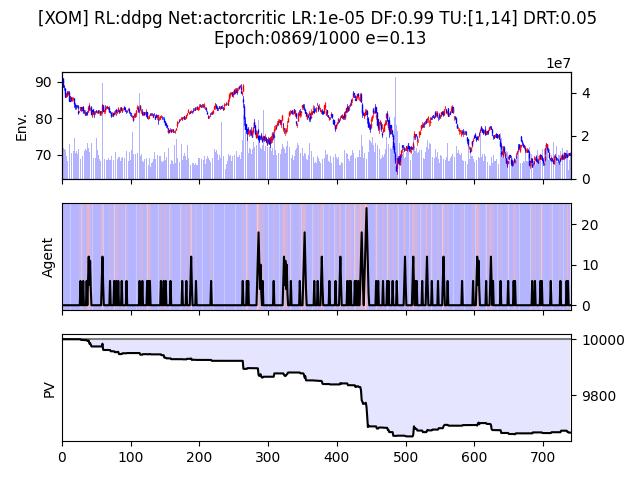 [XOM] RL:ddpg Net:actorcritic LR:1e-05 DF:0.99 TU:[1,14] DRT:0.05
Epoch:0869/1000 e=0.13
1e7
Env.
90
80
70
4
2
0
Agent
20
10
0
PV
10000
9800
0 100 200 300 400 500 600 700